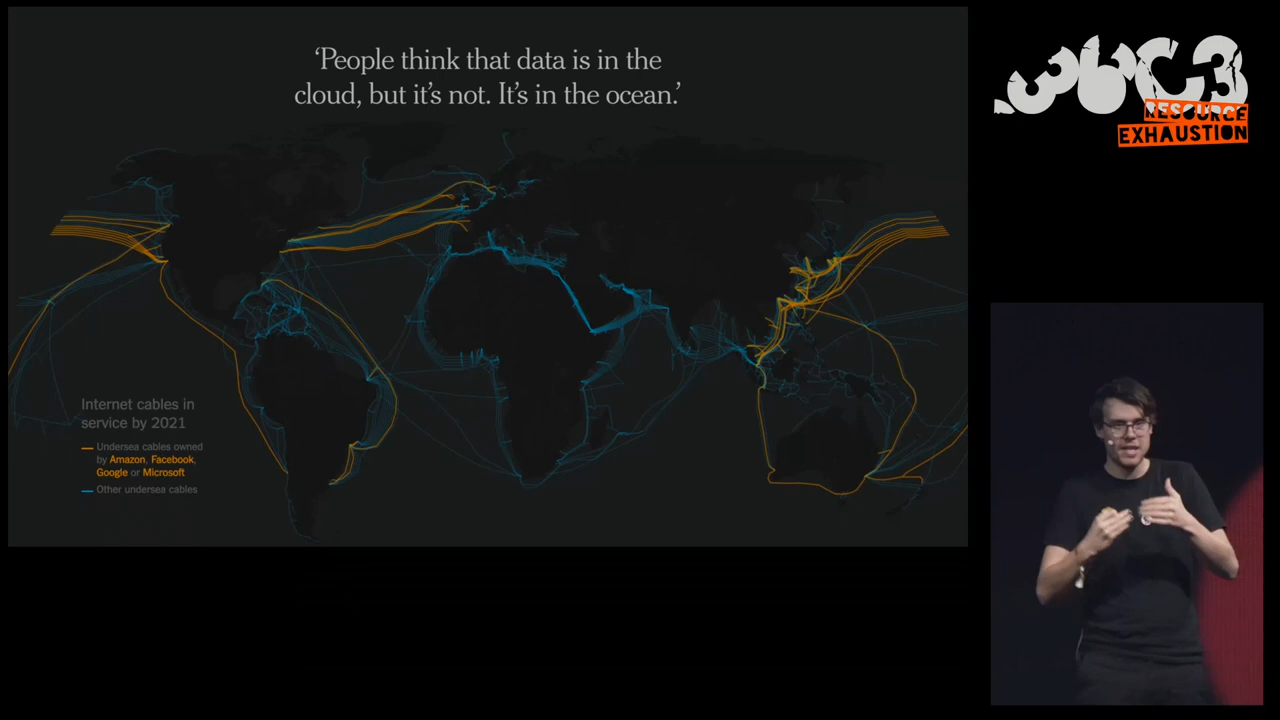 ‘People think that data is in the
cloud, but it’s not. It’s in the ocean.’
Internet cables in
service by 2021
Undersea cables owned
by Amazon, Facebook,
Google or Microsoft
Other undersea cables
36C3
RESOURCE
EXHAUSTION